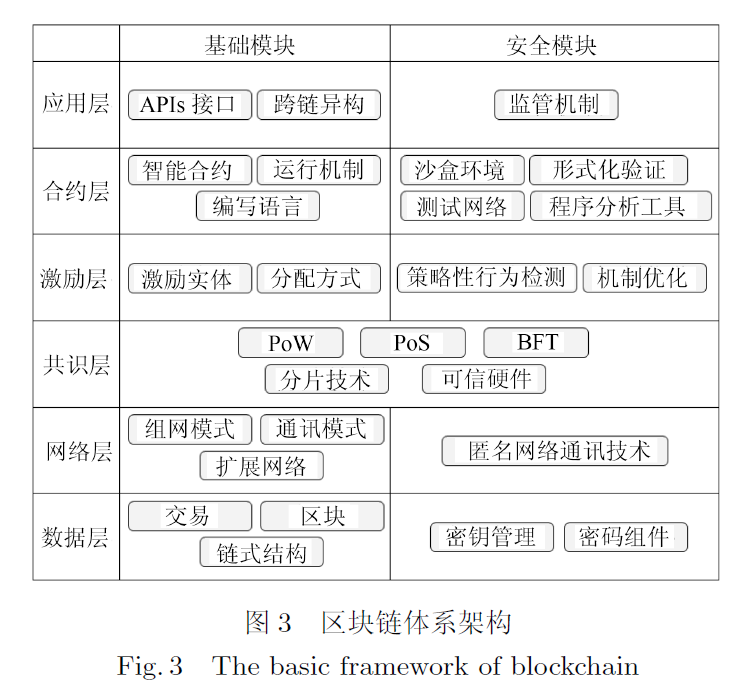 基础模块 安全模块
应用层 APIs 接口 跨链异构 监管机制
智能合约 运行机制 沙盒环境 形式化验证
合约层
编写语言 测试网络 程序分析工具
激励层 激励实体 分配方式 策略性行为检测 机制优化
PoW PoS BFT
共识层
分片技术 可信硬件
组网模式 通讯模式
网络层 匿名网络通讯技术
扩展网络
交易 区块
数据层 密钥管理 密码组件
链式结构
图 3 区块链体系架构
Fig. 3 The basic framework of blockchain